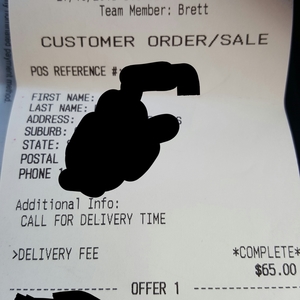 Team Member: Brett
CUSTOMER ORDER/SALE
POS REFERENCE #:
FIRST NAME:
LAST NAME:
ADDRESS:
SUBURB:
STATE:
POSTAL
PHONE
Additional Info:
CALL FOR DELIVERY TIME
>DELIVERY FEE *COMPLETE*
$65.00
OFFER 1